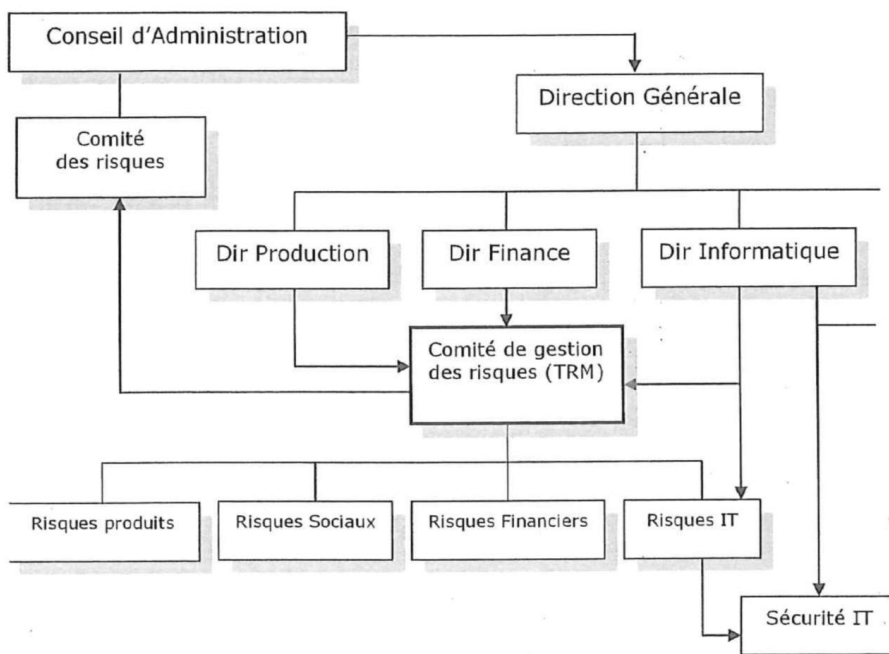 Conseil d'Administration
Direction Générale
Comité
des risques
Dir Production
Dir Finance
Dir Informatique
Comité de gestion
des risques (TRM)
Risques produits
Risques Sociaux
Risques Financiers
Risques IT
Sécurité IT